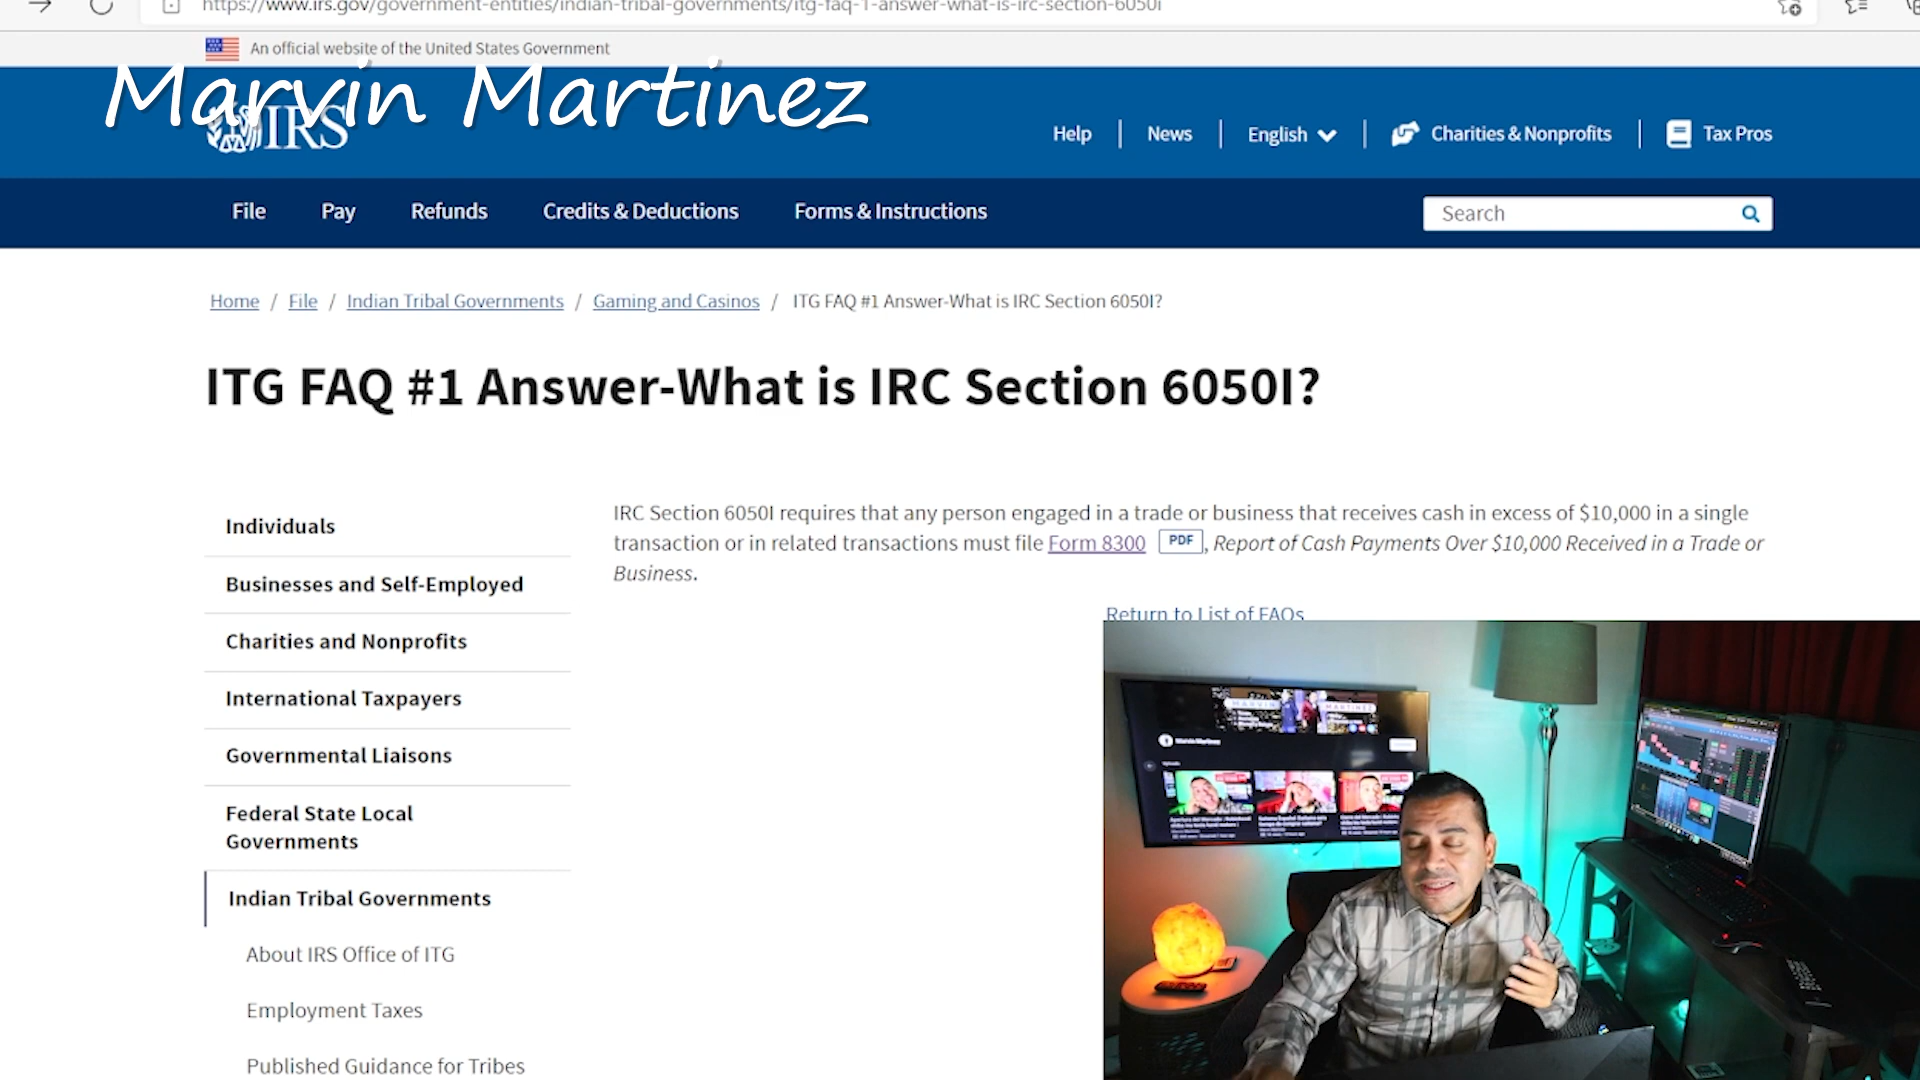 https://www.irs.gov/government-entities/indian-tribal-governments/itg-faq-1-answer-what-is-irc-section-6050i
An official website of the United States Government
Marvin Martinez
IRS
Help
News
English
Charities & Nonprofits
Tax Pros
File
Pay
Refunds
Credits & Deductions
Forms & Instructions
Search
Home / File / Indian Tribal Governments / Gaming and Casinos / ITG FAQ #1 Answer-What is IRC Section 6050I?
ITG FAQ #1 Answer-What is IRC Section 6050I?
IRC Section 6050I requires that any person engaged in a trade or business that receives cash in excess of $10,000 in a single
transaction or in related transactions must file Form 8300 PDF, Report of Cash Payments Over $10,000 Received in a Trade or
Business.
Return to List of FAQs
Individuals
Businesses and Self-Employed
Charities and Nonprofits
International Taxpayers
Governmental Liaisons
Federal State Local
Governments
Indian Tribal Governments
About IRS Office of ITG
Employment Taxes
Published Guidance for Tribes
MARVIN MARTINEZ
Marvin Martinez